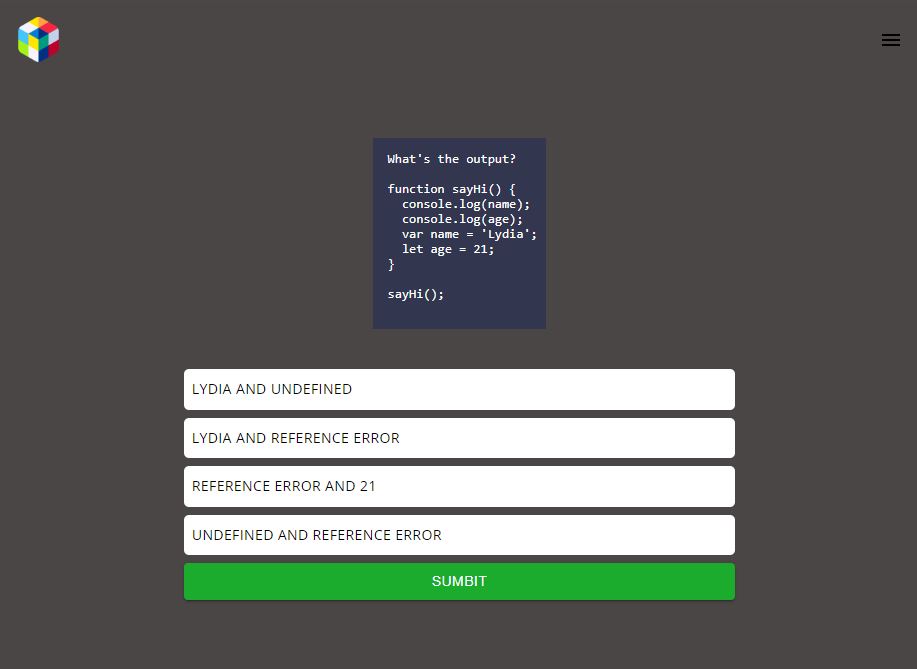 What's the output?
function sayHi() {
console.log(name);
console.log(age);
var name = 'Lydia';
let age = 21;
}
sayHi();
LYDIA AND UNDEFINED
LYDIA AND REFERENCE ERROR
REFERENCE ERROR AND 21
UNDEFINED AND REFERENCE ERROR
SUMBIT